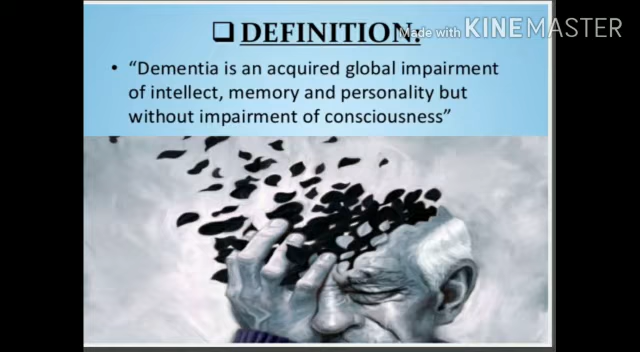 ❑ DEFINITION:
Made with KINEMASTER
• “Dementia is an acquired global impairment
of intellect, memory and personality but
without impairment of consciousness”